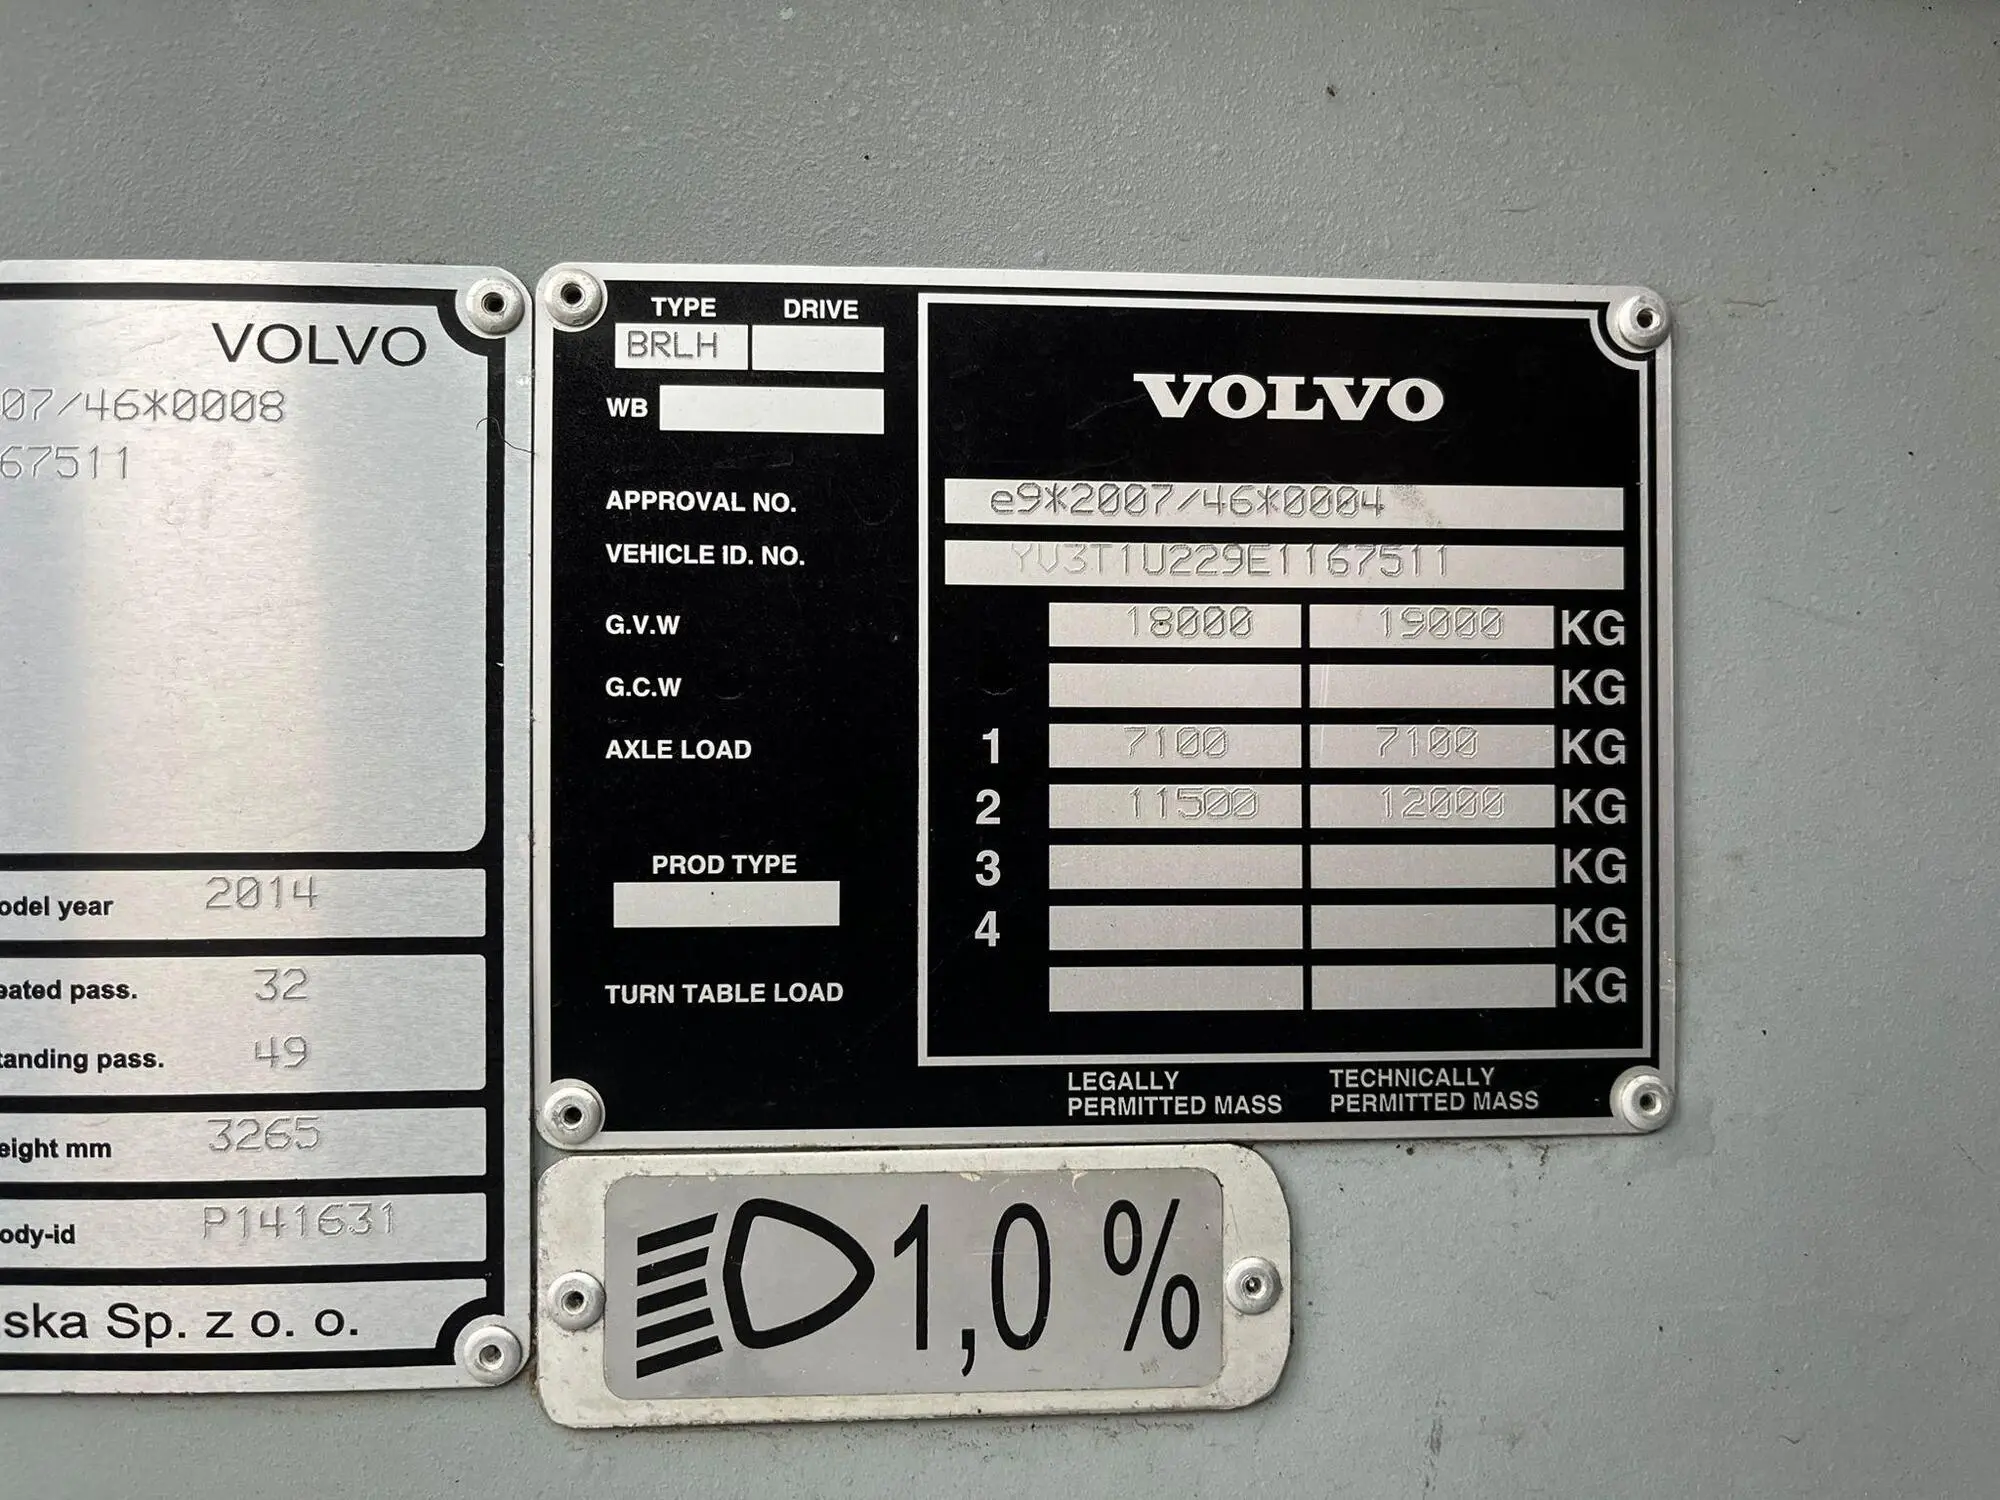 VOLVO
07/46*0008
67511
odel year 2014
eated pass. 32
tanding pass. 49
eight mm 3265
ody-id P141631
ska Sp. z o. o.
TYPE DRIVE
BRLH
WB
VOLVO
APPROVAL NO. e9*2007/46*0004
VEHICLE ID. NO. YV3T1U229E1167511
G.V.W 18000 19000 KG
G.C.W KG
AXLE LOAD 1 7100 7100 KG
2 11500 12000 KG
PROD TYPE 3 KG
4 KG
TURN TABLE LOAD KG
LEGALLY PERMITTED MASS
TECHNICALLY PERMITTED MASS
1,0 %